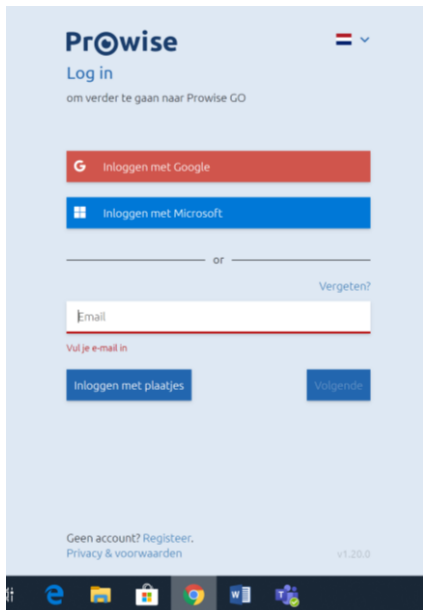 Prowise
Log in
om verder te gaan naar Prowise GO
Inloggen met Google
Inloggen met Microsoft
or
Vergeten?
Email
Vul je e-mail in
Inloggen met plaatjes
Volgende
Geen account? Registeer.
Privacy & voorwaarden
v1.20.0